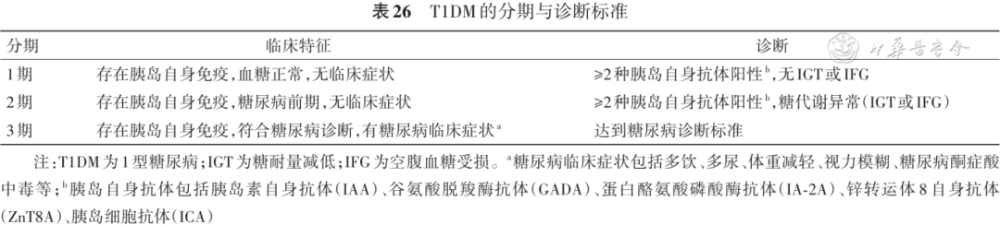 表26 T1DM的分期与诊断标准
分期 临床特征 诊断
中华医学会
1期 存在胰岛自身免疫,血糖正常,无临床症状 ≥2种胰岛自身抗体阳性b,无IGT或IFG
2期 存在胰岛自身免疫,糖尿病前期,无临床症状 ≥2种胰岛自身抗体阳性b,糖代谢异常(IGT或IFG)
3期 存在胰岛自身免疫,符合糖尿病诊断,有糖尿病临床症状a 达到糖尿病诊断标准
注:T1DM为1型糖尿病;IGT为糖耐量减低;IFG为空腹血糖受损。a糖尿病临床症状包括多饮、多尿、体重减轻、视力模糊、糖尿病酮症酸
中毒等;b胰岛自身抗体包括胰岛素自身抗体(IAA)、谷氨酸脱羧酶抗体(GADA)、蛋白酪氨酸磷酸酶抗体(IA-2A)、锌转运体8自身抗体
(ZnT8A)、胰岛细胞抗体(ICA)